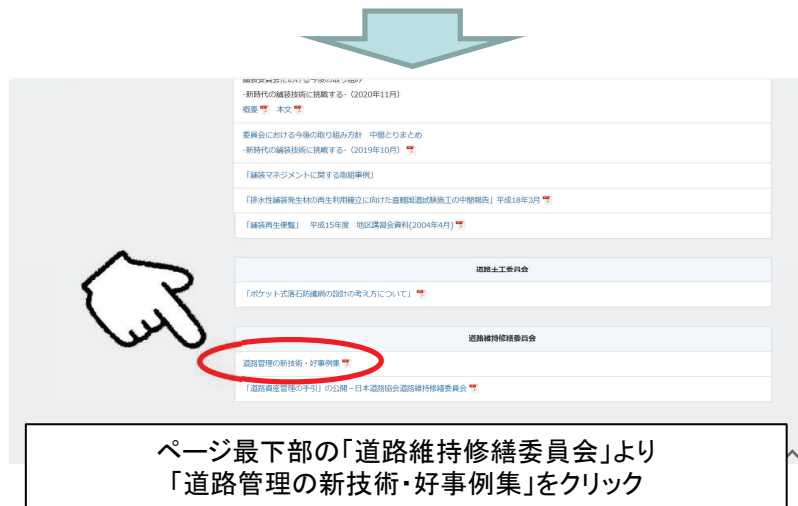 -新時代の舗装技術に挑戦する-（2020年11月）
概要 本文
委員会における今後の取り組み方針　中間とりまとめ
-新時代の舗装技術に挑戦する-（2019年10月）
「舗装マネジメントに関する取組事例」
「排水性舗装発生材の再生利用確立に向けた直轄国道試験施工の中間報告」平成18年3月
「舗装再生便覧」　平成15年度　地区講習会資料(2004年4月)
道路土工委員会
「ポケット式落石防護網の設計の考え方について」
道路維持修繕委員会
道路管理の新技術・好事例集
「道路資産管理の手引」の公開－日本道路協会道路維持修繕委員会
ページ最下部の「道路維持修繕委員会」より
「道路管理の新技術・好事例集」をクリック